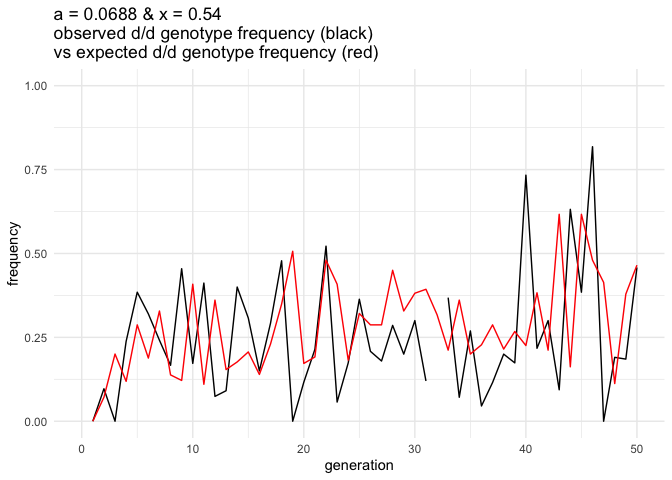 a = 0.0688 & x = 0.54
observed d/d genotype frequency (black)
vs expected d/d genotype frequency (red)
1.00
0.75
0.50
0.25
0.00
frequency
0
10
20
30
40
50
generation